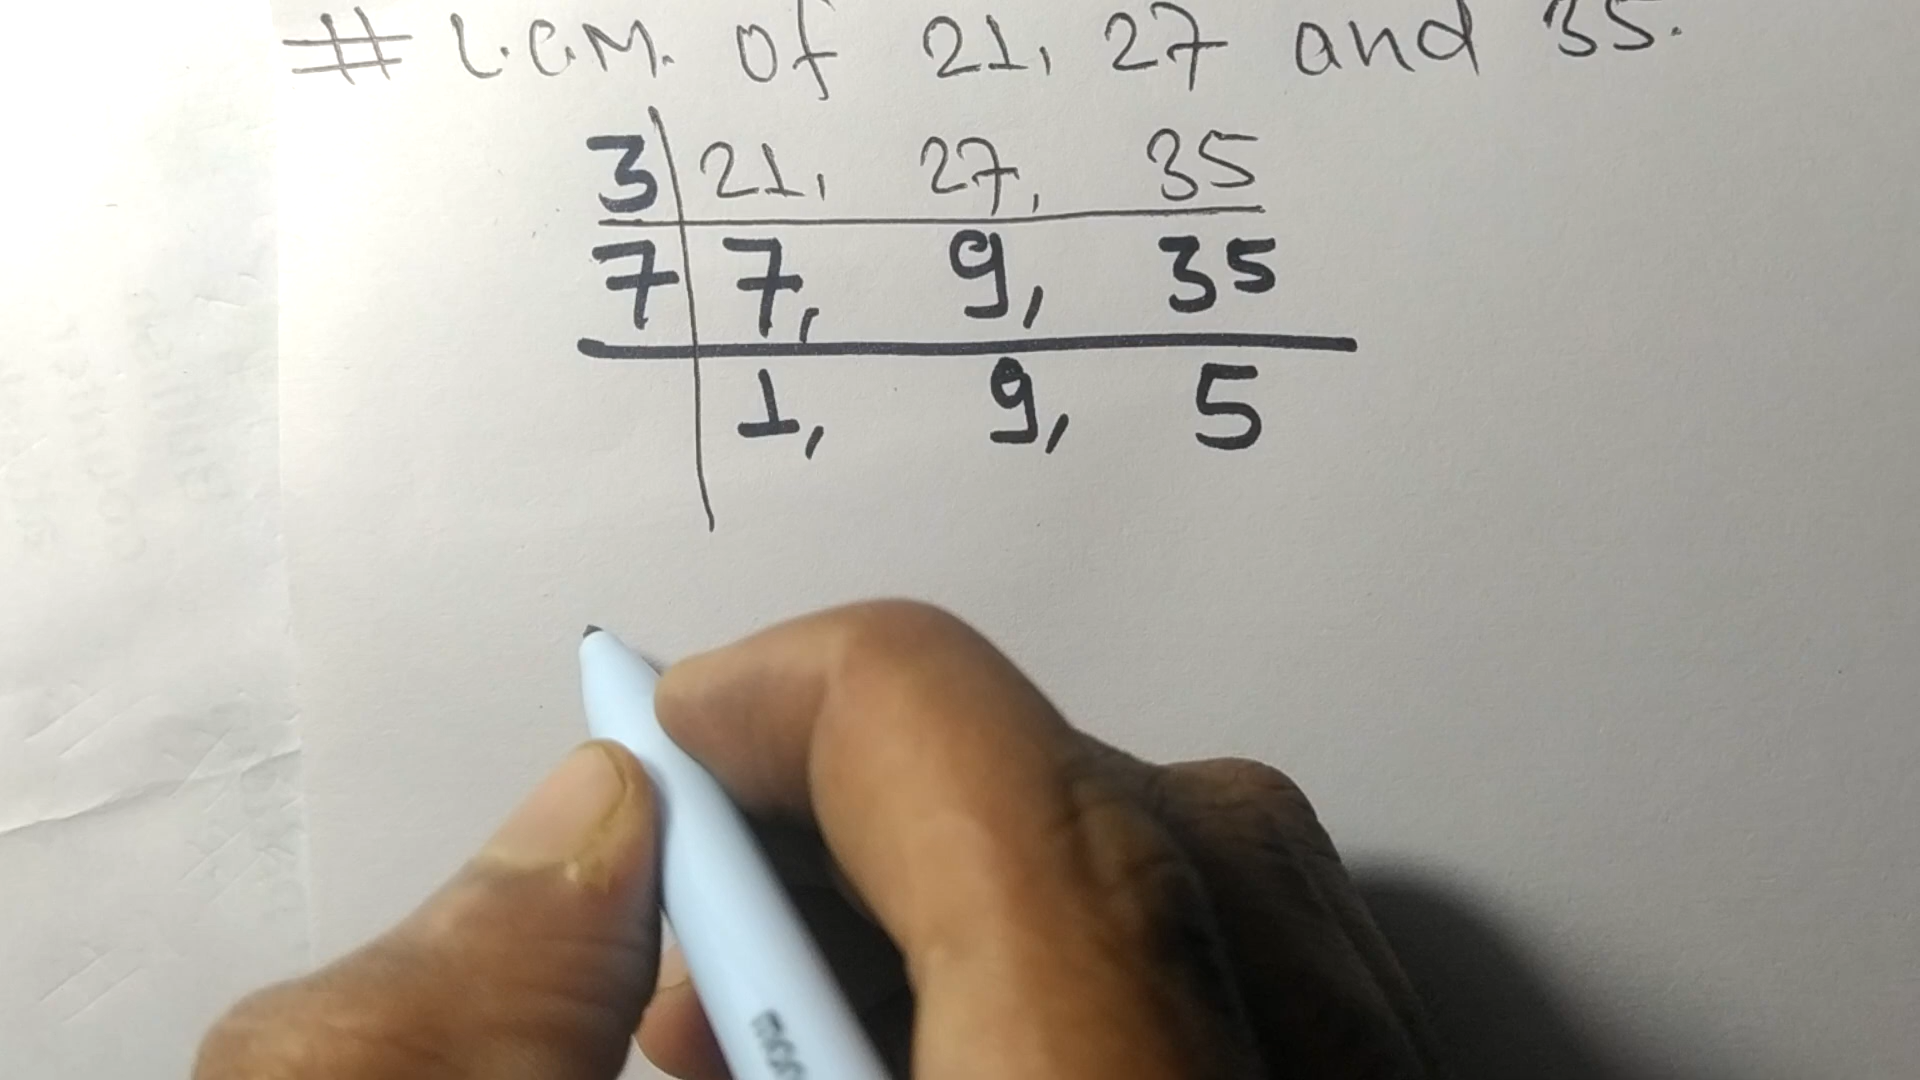 # L.C.M. of 21, 27 and 35.
3 21, 27, 35
7 7, 9, 35
1, 9, 5